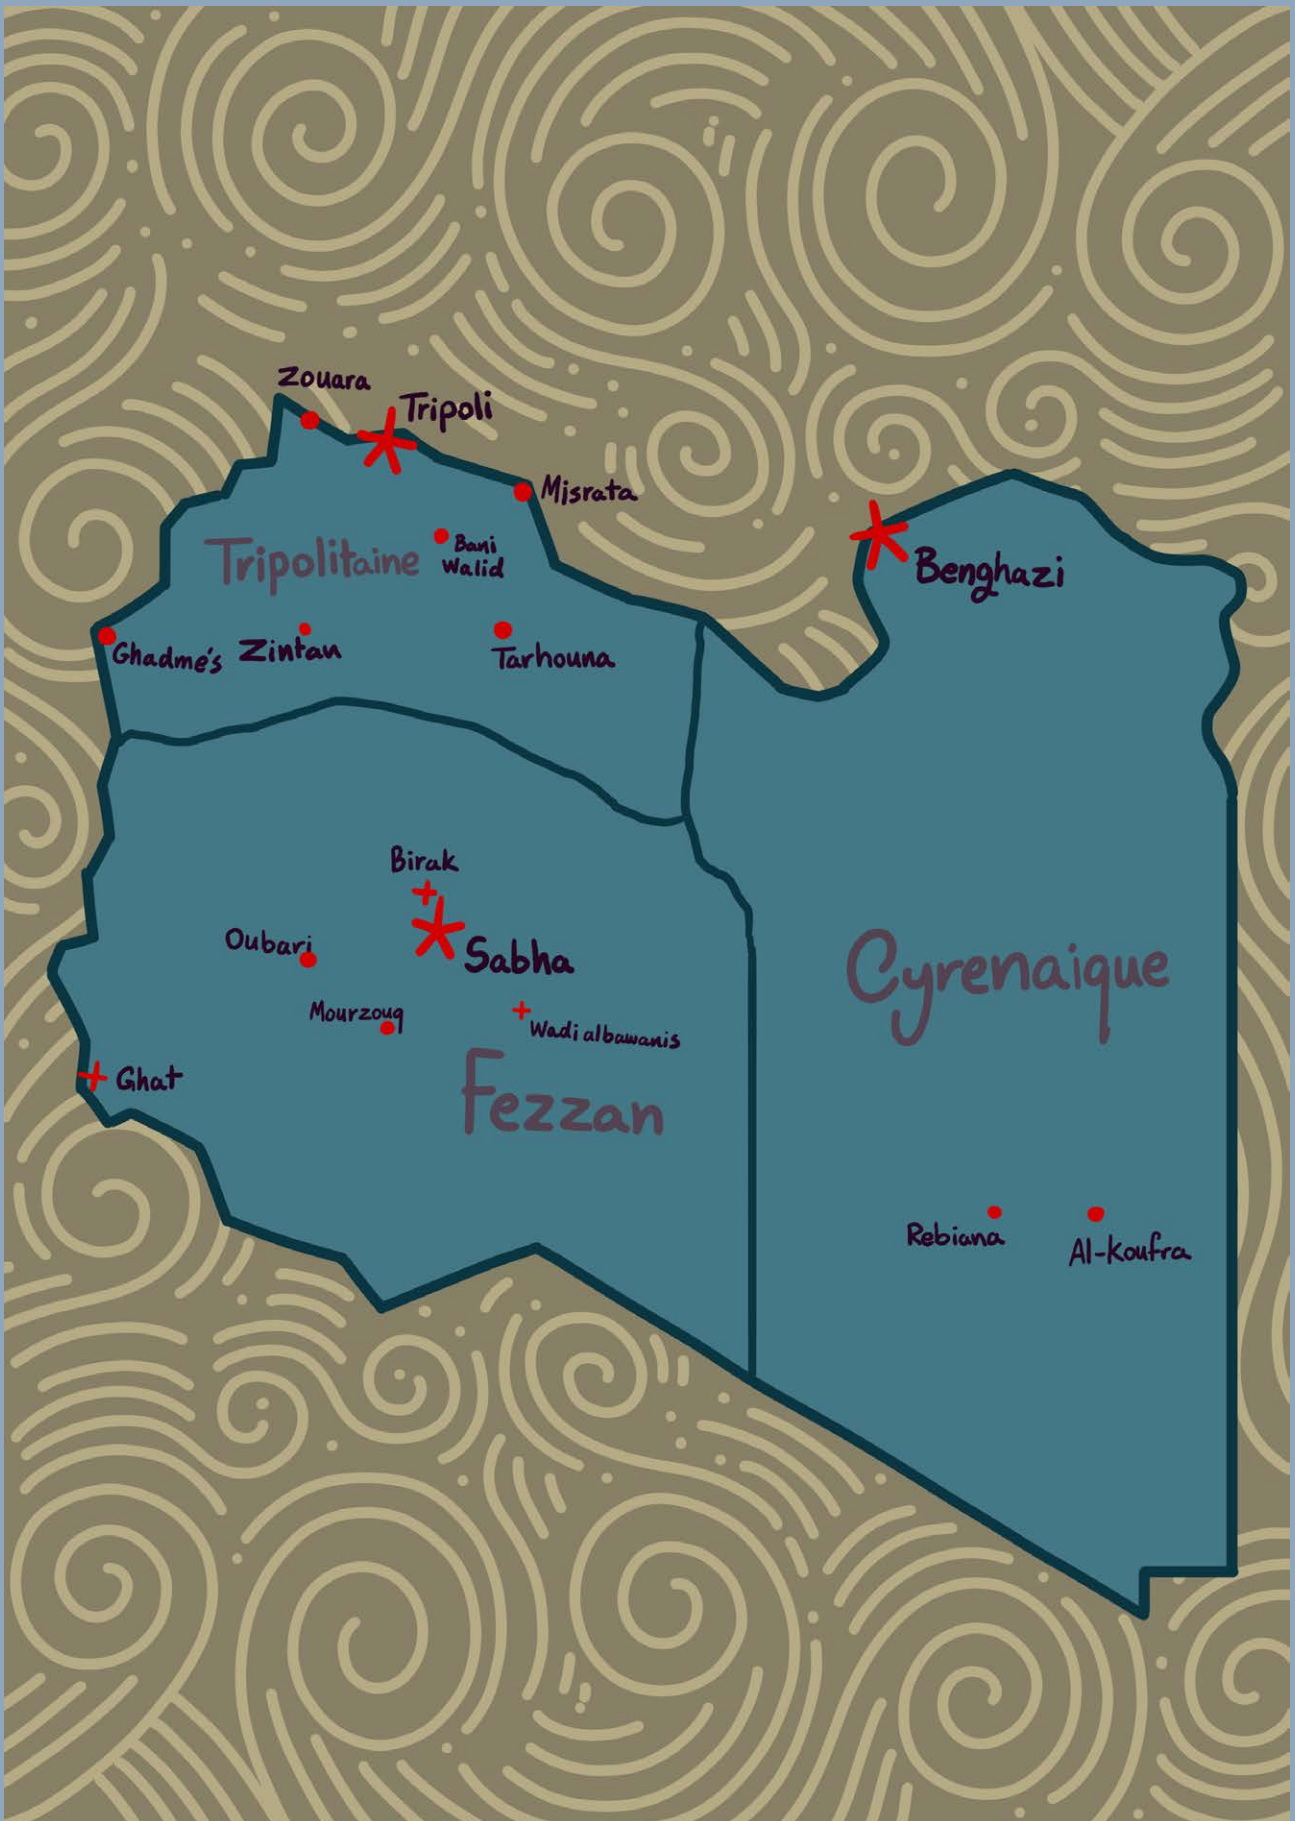 Zouara
Tripoli
Misrata
Tripolitaine
Bani
Walid
Benghazi
Ghadme's
Zintan
Tarhouna
Birak
Oubari
Sabha
Cyrenaique
Mourzouq
Wadi albawanis
Ghat
Fezzan
Rebiana
Al-Koufra